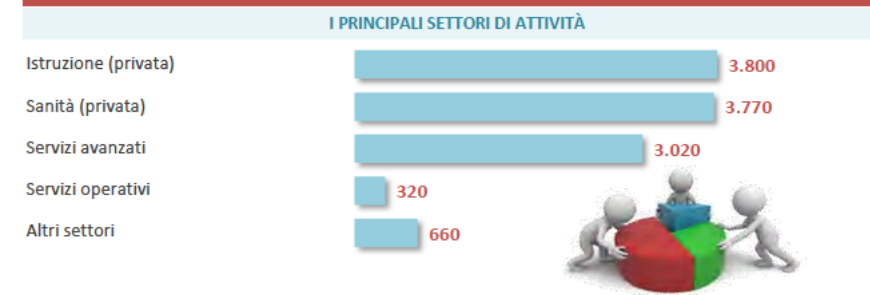 I PRINCIPALI SETTORI DI ATTIVITÀ
Istruzione (privata) 3.800
Sanità (privata) 3.770
Servizi avanzati 3.020
Servizi operativi 320
Altri settori 660